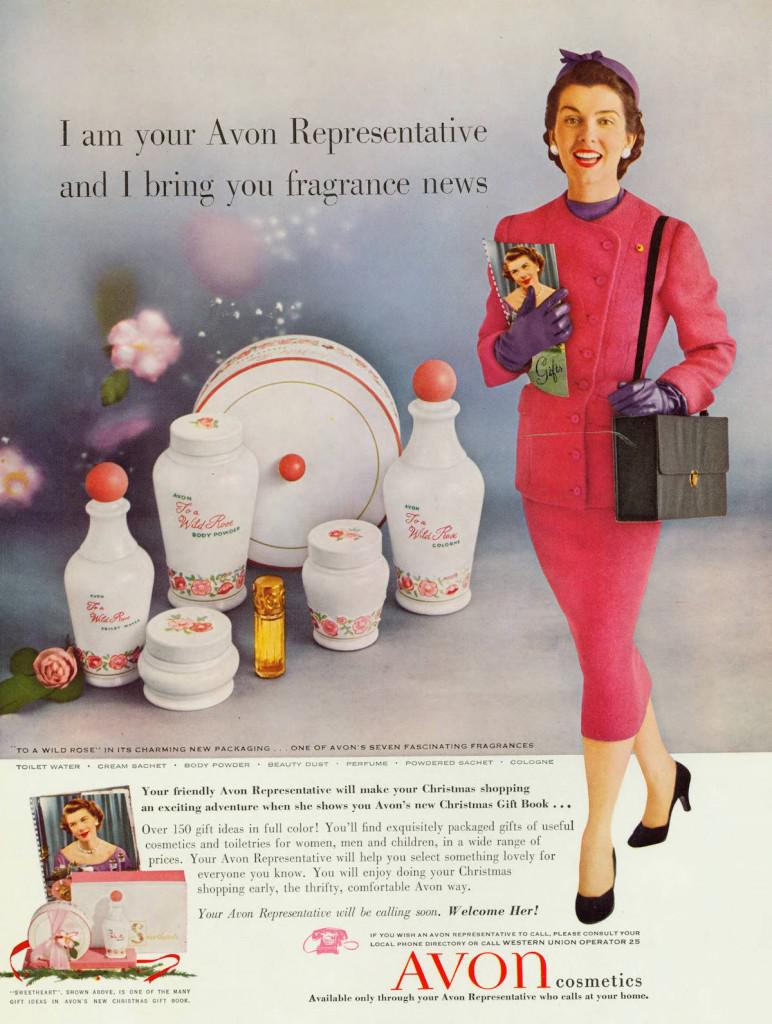 I am your Avon Representative
and I bring you fragrance news
Gifts
AVON
To a
Wild Rose
BODY POWDER
AVON
To a
Wild Rose
COLOGNE
AVON
To a
Wild Rose
TOILET WATER
"TO A WILD ROSE" IN ITS CHARMING NEW PACKAGING . . . ONE OF AVON'S SEVEN FASCINATING FRAGRANCES
TOILET WATER • CREAM SACHET • BODY POWDER • BEAUTY DUST • PERFUME • POWDERED SACHET • COLOGNE
Your friendly Avon Representative will make your Christmas shopping
an exciting adventure when she shows you Avon's new Christmas Gift Book . . .
Over 150 gift ideas in full color! You'll find exquisitely packaged gifts of useful
cosmetics and toiletries for women, men and children, in a wide range of
prices. Your Avon Representative will help you select something lovely for
everyone you know. You will enjoy doing your Christmas
shopping early, the thrifty, comfortable Avon way.
Your Avon Representative will be calling soon. Welcome Her!
Sweethearts
"SWEETHEART", SHOWN ABOVE, IS ONE OF THE MANY
GIFT IDEAS IN AVON'S NEW CHRISTMAS GIFT BOOK.
IF YOU WISH AN AVON REPRESENTATIVE TO CALL, PLEASE CONSULT YOUR
LOCAL PHONE DIRECTORY OR CALL WESTERN UNION OPERATOR 25
AVON cosmetics
Available only through your Avon Representative who calls at your home.